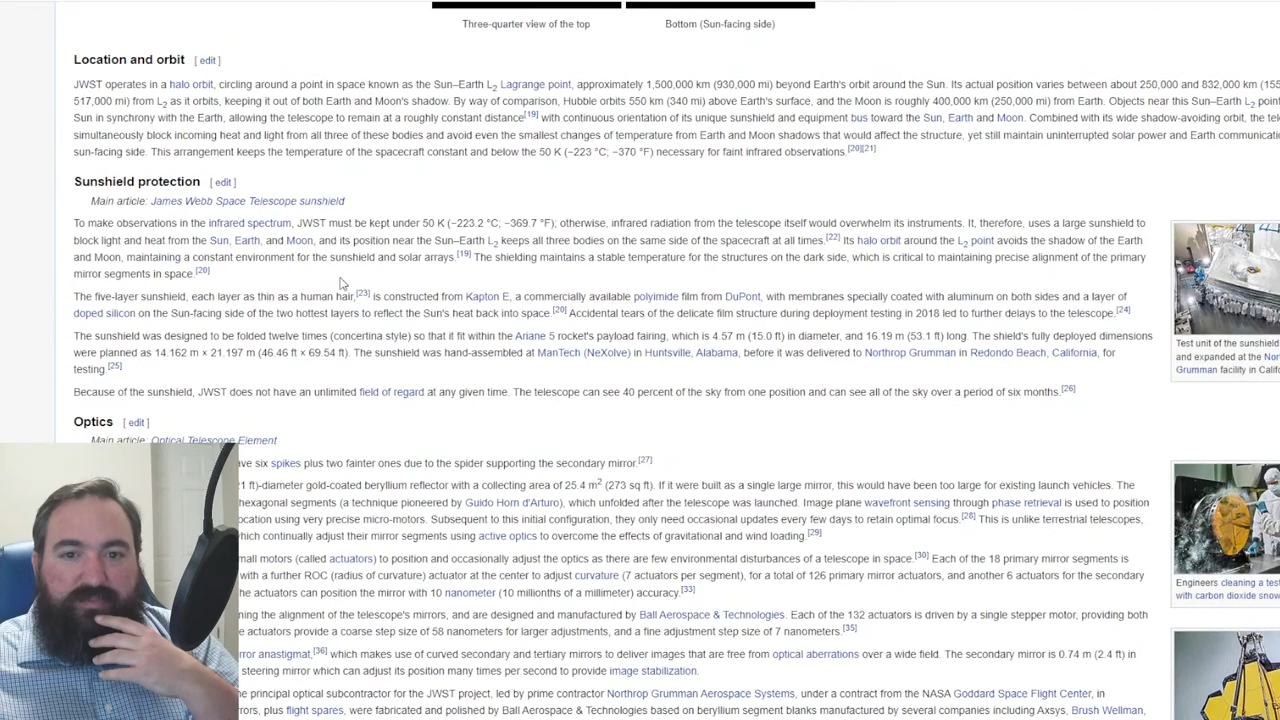 Three-quarter view of the top
Bottom (Sun-facing side)
Location and orbit [ edit ]
JWST operates in a halo orbit, circling around a point in space known as the Sun–Earth L2 Lagrange point, approximately 1,500,000 km (930,000 mi) beyond Earth's orbit around the Sun. Its actual position varies between about 250,000 and 832,000 km (155
517,000 mi) from L2 as it orbits, keeping it out of both Earth and Moon's shadow. By way of comparison, Hubble orbits 550 km (340 mi) above Earth's surface, and the Moon is roughly 400,000 km (250,000 mi) from Earth. Objects near this Sun–Earth L2 poin
Sun in synchrony with the Earth, allowing the telescope to remain at a roughly constant distance[19] with continuous orientation of its unique sunshield and equipment bus toward the Sun, Earth and Moon. Combined with its wide shadow-avoiding orbit, the tele
simultaneously block incoming heat and light from all three of these bodies and avoid even the smallest changes of temperature from Earth and Moon shadows that would affect the structure, yet still maintain uninterrupted solar power and Earth communicatio
sun-facing side. This arrangement keeps the temperature of the spacecraft constant and below the 50 K (−223 °C; −370 °F) necessary for faint infrared observations.[20][21]
Sunshield protection [ edit ]
Main article: James Webb Space Telescope sunshield
To make observations in the infrared spectrum, JWST must be kept under 50 K (−223.2 °C; −369.7 °F); otherwise, infrared radiation from the telescope itself would overwhelm its instruments. It, therefore, uses a large sunshield to
block light and heat from the Sun, Earth, and Moon, and its position near the Sun–Earth L2 keeps all three bodies on the same side of the spacecraft at all times.[22] Its halo orbit around the L2 point avoids the shadow of the Earth
and Moon, maintaining a constant environment for the sunshield and solar arrays.[19] The shielding maintains a stable temperature for the structures on the dark side, which is critical to maintaining precise alignment of the primary
mirror segments in space.[20]
The five-layer sunshield, each layer as thin as a human hair,[23] is constructed from Kapton E, a commercially available polyimide film from DuPont, with membranes specially coated with aluminum on both sides and a layer of
doped silicon on the Sun-facing side of the two hottest layers to reflect the Sun's heat back into space.[20] Accidental tears of the delicate film structure during deployment testing in 2018 led to further delays to the telescope.[24]
The sunshield was designed to be folded twelve times (concertina style) so that it fit within the Ariane 5 rocket's payload fairing, which is 4.57 m (15.0 ft) in diameter, and 16.19 m (53.1 ft) long. The shield's fully deployed dimensions
were planned as 14.162 m × 21.197 m (46.46 ft × 69.54 ft). The sunshield was hand-assembled at ManTech (NeXolve) in Huntsville, Alabama, before it was delivered to Northrop Grumman in Redondo Beach, California, for
testing.[25]
Because of the sunshield, JWST does not have an unlimited field of regard at any given time. The telescope can see 40 percent of the sky from one position and can see all of the sky over a period of six months.[26]
Test unit of the sunshield
and expanded at the Nor
Grumman facility in Calif
Optics [ edit ]
Main article: Optical Telescope Element
ave six spikes plus two fainter ones due to the spider supporting the secondary mirror.[27]
1 ft)-diameter gold-coated beryllium reflector with a collecting area of 25.4 m2 (273 sq ft). If it were built as a single large mirror, this would have been too large for existing launch vehicles. The
hexagonal segments (a technique pioneered by Guido Horn d'Arturo), which unfolded after the telescope was launched. Image plane wavefront sensing through phase retrieval is used to position
ocation using very precise micro-motors. Subsequent to this initial configuration, they only need occasional updates every few days to retain optimal focus.[28] This is unlike terrestrial telescopes,
which continually adjust their mirror segments using active optics to overcome the effects of gravitational and wind loading.[29]
mall motors (called actuators) to position and occasionally adjust the optics as there are few environmental disturbances of a telescope in space.[30] Each of the 18 primary mirror segments is
with a further ROC (radius of curvature) actuator at the center to adjust curvature (7 actuators per segment), for a total of 126 primary mirror actuators, and another 6 actuators for the secondary
he actuators can position the mirror with 10 nanometer (10 millionths of a millimeter) accuracy.[33]
Engineers cleaning a test
with carbon dioxide snow
ning the alignment of the telescope's mirrors, and are designed and manufactured by Ball Aerospace & Technologies. Each of the 132 actuators is driven by a single stepper motor, providing both
e actuators provide a coarse step size of 58 nanometers for larger adjustments, and a fine adjustment step size of 7 nanometers.[35]
rror anastigmat,[36] which makes use of curved secondary and tertiary mirrors to deliver images that are free from optical aberrations over a wide field. The secondary mirror is 0.74 m (2.4 ft) in
steering mirror which can adjust its position many times per second to provide image stabilization.
he principal optical subcontractor for the JWST project, led by prime contractor Northrop Grumman Aerospace Systems, under a contract from the NASA Goddard Space Flight Center, in
rrors, plus flight spares, were fabricated and polished by Ball Aerospace & Technologies based on beryllium segment blanks manufactured by several companies including Axsys, Brush Wellman,